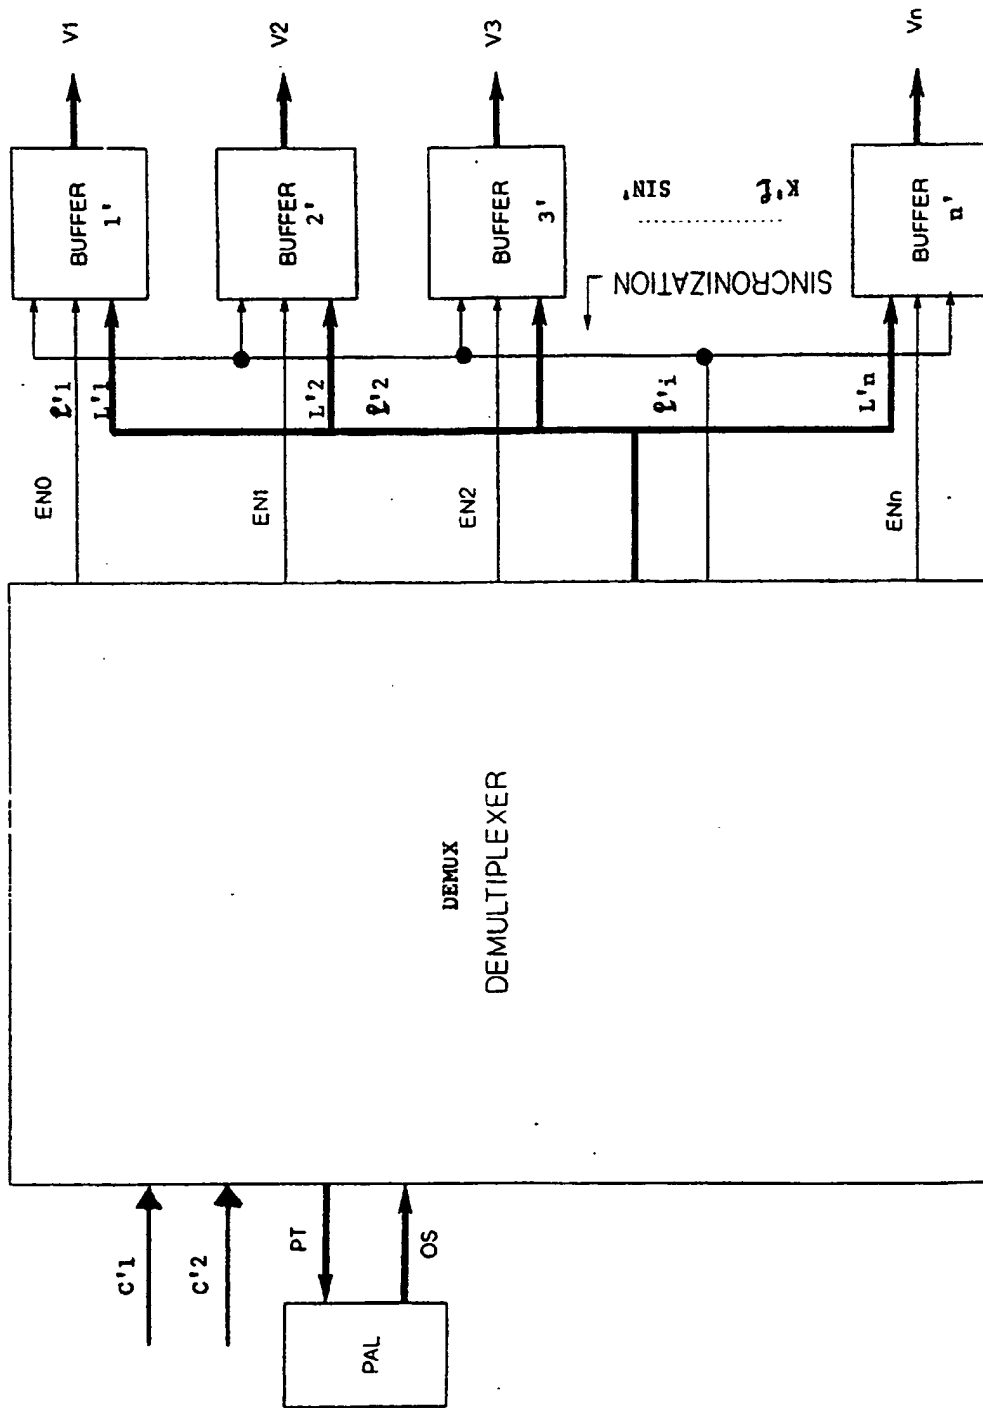 V1
V2
V3
Vn
BUFFER
1'
BUFFER
2'
BUFFER
3'
BUFFER
n'
SIN'
K'ℓ
SINCRONIZATION
ℓ'1
L'1
L'2
ℓ'2
ℓ'i
L'n
EN0
EN1
EN2
ENn
DEMUX
DEMULTIPLEXER
C'1
C'2
PT
OS
PAL